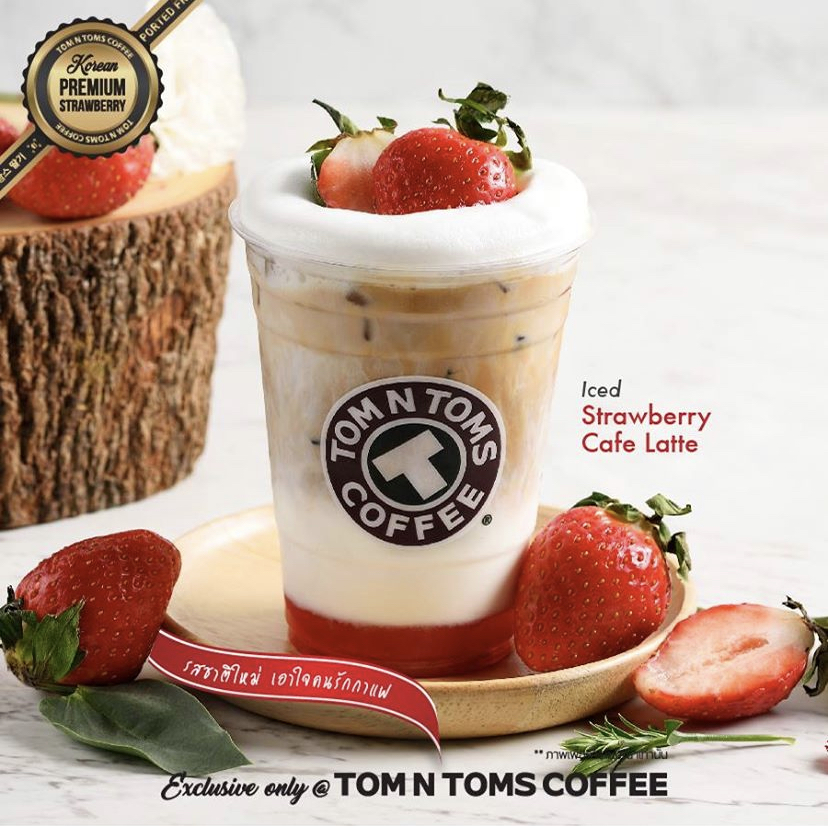 TOM N TOMS COFFEE
Korean
PREMIUM
STRAWBERRY
TOM N TOMS COFFEE
PORTED FR
Iced
Strawberry
Cafe Latte
TOM N TOMS
T
COFFEE
®
รสชาติใหม่ เอาใจคนรักกาแฟ
Exclusive only @ TOM N TOMS COFFEE